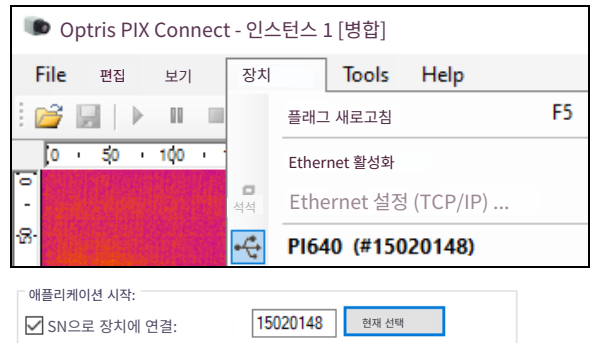 Optris PIX Connect - 인스턴스 1 [병합]
File 편집 보기 장치 Tools Help
플래그 새로고침 F5
0 50 100
Ethernet 활성화
0
석석
Ethernet 설정 (TCP/IP) ...
-50
PI640 (#15020148)
애플리케이션 시작:
SN으로 장치에 연결: 15020148 현재 선택